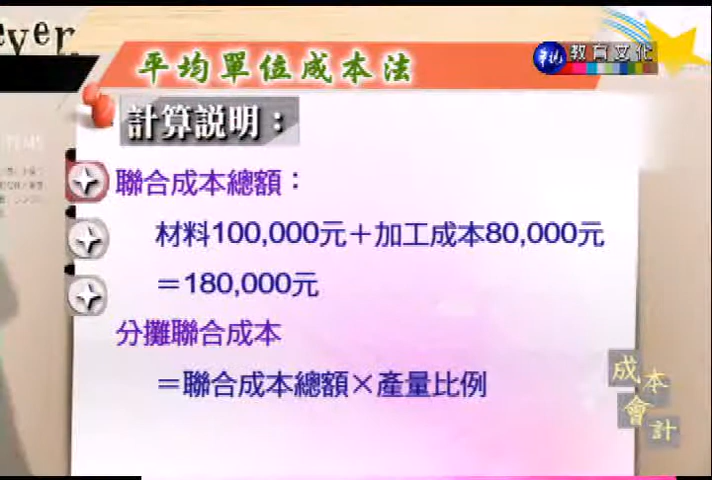 ever
平均單位成本法
華視 教育文化
計算説明：
聯合成本總額：
材料100,000元＋加工成本80,000元
＝180,000元
分攤聯合成本
＝聯合成本總額×產量比例
成本
會計